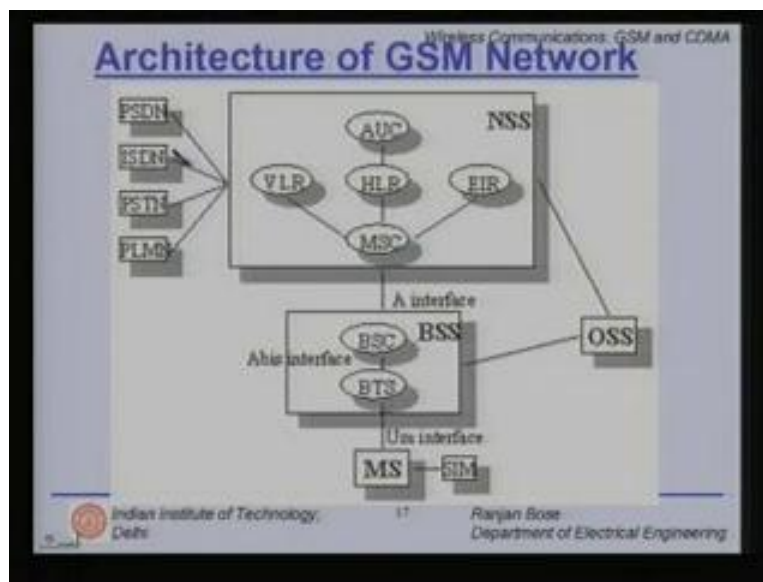 Wireless Communications: GSM and CDMA
Architecture of GSM Network
PSDN
ISDN
PSTN
PLMN
NSS
AUC
VLR
HLR
EIR
MSC
A interface
OSS
BSS
BSC
Abis interface
BTS
Um interface
MS
SIM
Indian Institute of Technology,
Delhi
17
Ranjan Bose
Department of Electrical Engineering